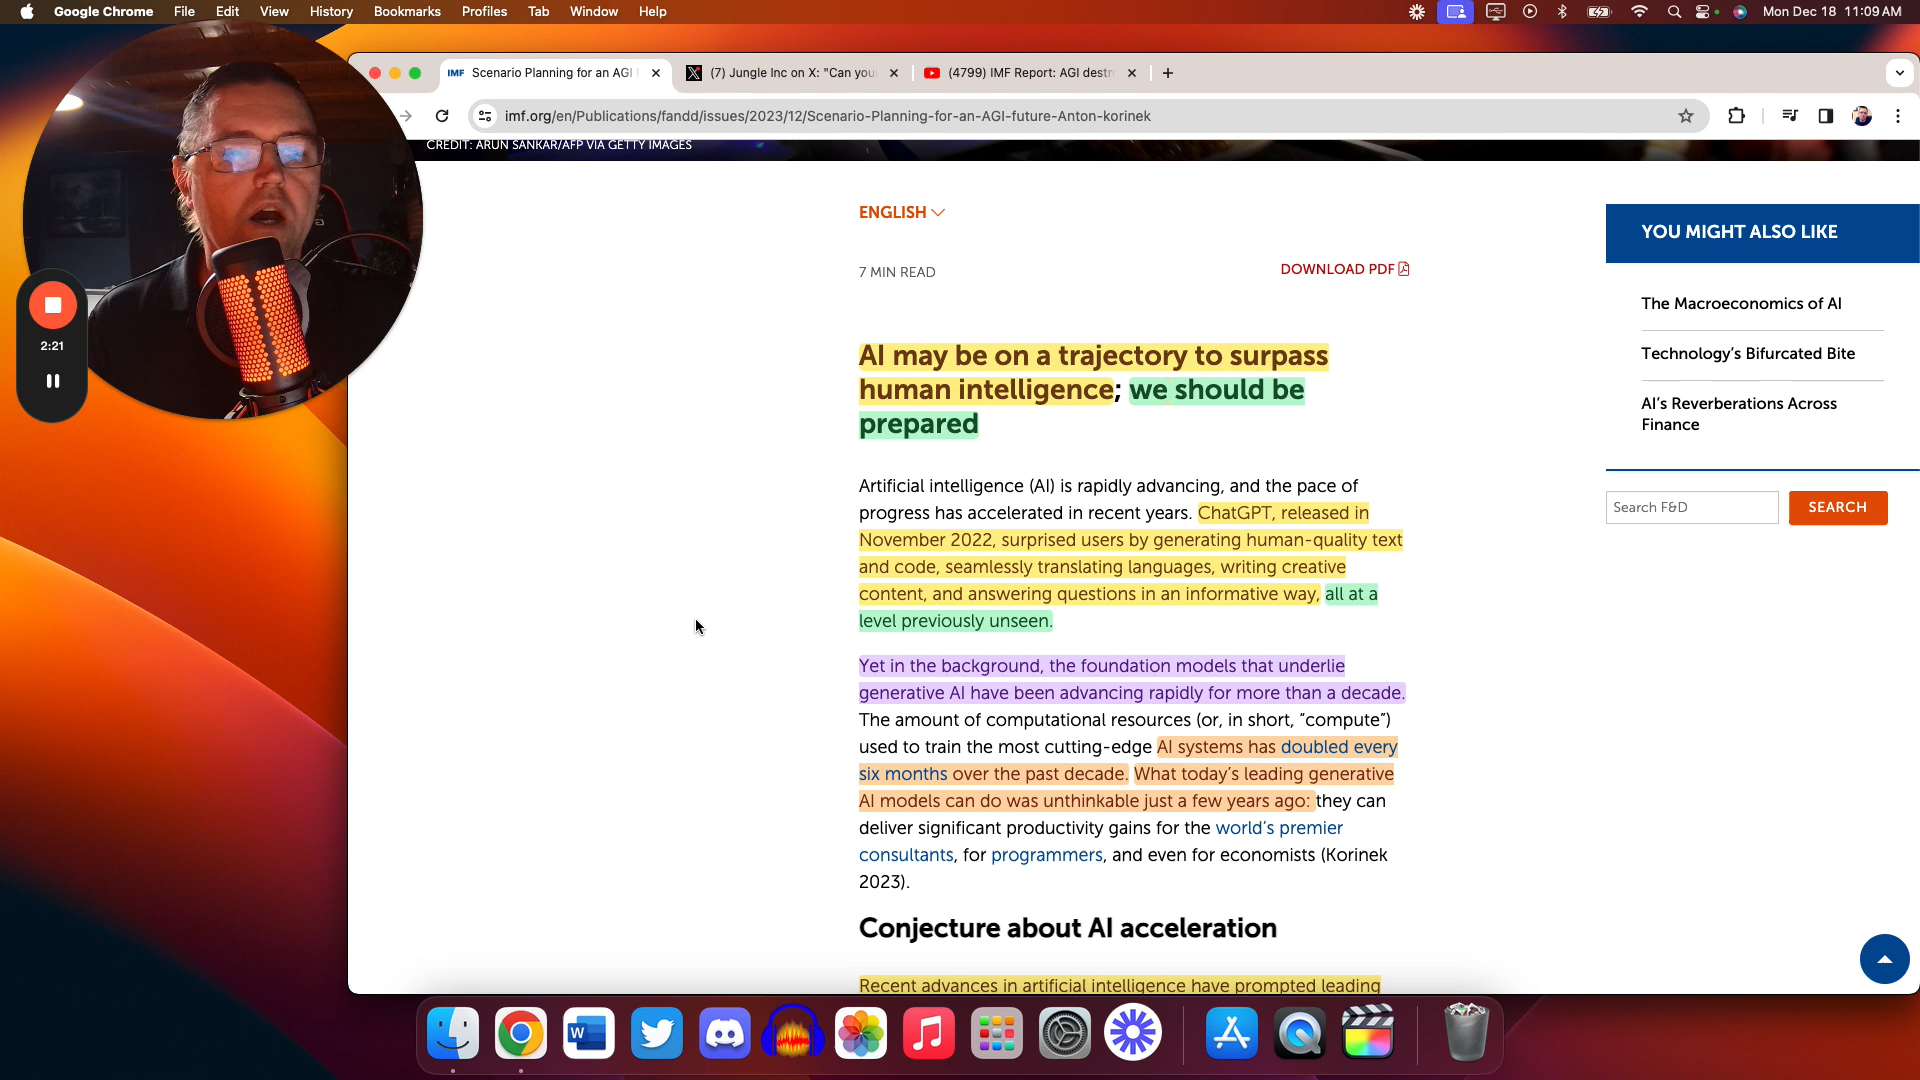 Google Chrome File Edit View History Bookmarks Profiles Tab Window Help
Mon Dec 18 11:09 AM
IMF Scenario Planning for an AGI
(7) Jungle Inc on X: "Can you
(4799) IMF Report: AGI destr
imf.org/en/Publications/fandd/issues/2023/12/Scenario-Planning-for-an-AGI-future-Anton-korinek
CREDIT: ARUN SANKAR/AFP VIA GETTY IMAGES
2:21
ENGLISH
7 MIN READ
DOWNLOAD PDF
AI may be on a trajectory to surpass
human intelligence; we should be
prepared
Artificial intelligence (AI) is rapidly advancing, and the pace of
progress has accelerated in recent years. ChatGPT, released in
November 2022, surprised users by generating human-quality text
and code, seamlessly translating languages, writing creative
content, and answering questions in an informative way, all at a
level previously unseen.
Yet in the background, the foundation models that underlie
generative AI have been advancing rapidly for more than a decade.
The amount of computational resources (or, in short, “compute”)
used to train the most cutting-edge AI systems has doubled every
six months over the past decade. What today’s leading generative
AI models can do was unthinkable just a few years ago: they can
deliver significant productivity gains for the world’s premier
consultants, for programmers, and even for economists (Korinek
2023).
Conjecture about AI acceleration
Recent advances in artificial intelligence have prompted leading
YOU MIGHT ALSO LIKE
The Macroeconomics of AI
Technology’s Bifurcated Bite
AI’s Reverberations Across
Finance
Search F&D
SEARCH
W